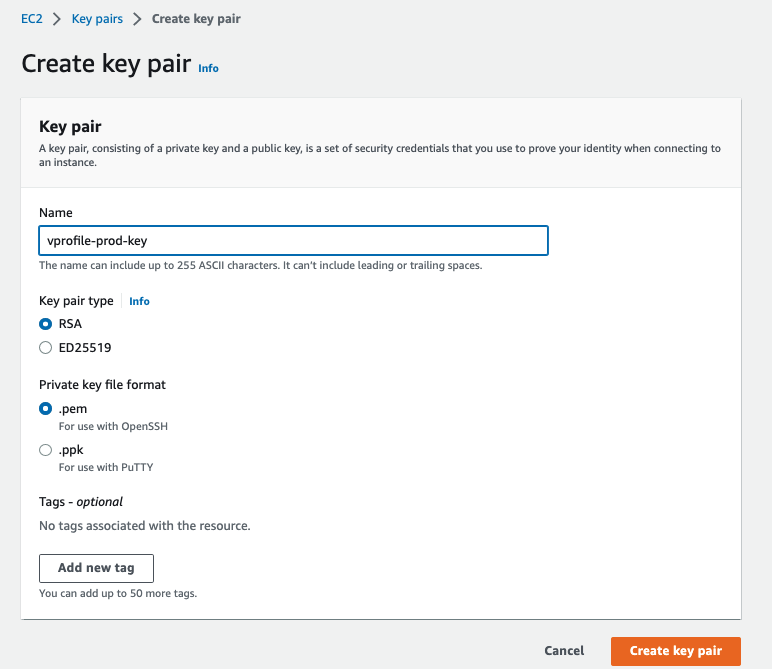 EC2 > Key pairs > Create key pair
Create key pair Info
Key pair
A key pair, consisting of a private key and a public key, is a set of security credentials that you use to prove your identity when connecting to
an instance.
Name
vprofile-prod-key
The name can include up to 255 ASCII characters. It can't include leading or trailing spaces.
Key pair type Info
RSA
ED25519
Private key file format
.pem
For use with OpenSSH
.ppk
For use with PuTTY
Tags - optional
No tags associated with the resource.
Add new tag
You can add up to 50 more tags.
Cancel Create key pair